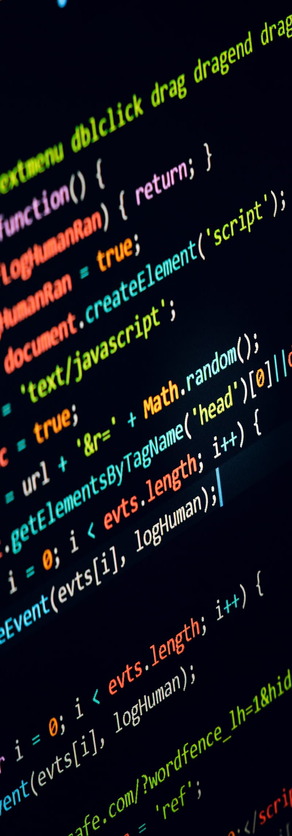 extmenu dblclick drag dragend drag
function() {
logHumanRan) { return; }
HumanRan = true;
document.createElement('script');
= 'text/javascript';
c = true;
= url + '&r=' + Math.random();
.getElementsByTagName('head')[0]||d
i = 0; i < evts.length; i++) {
eEvent(evts[i], logHuman);
r i = 0; i < evts.length; i++) {
vent(evts[i], logHuman);
afe.com/?wordfence_lh=1&hid
= 'ref';
</scrip